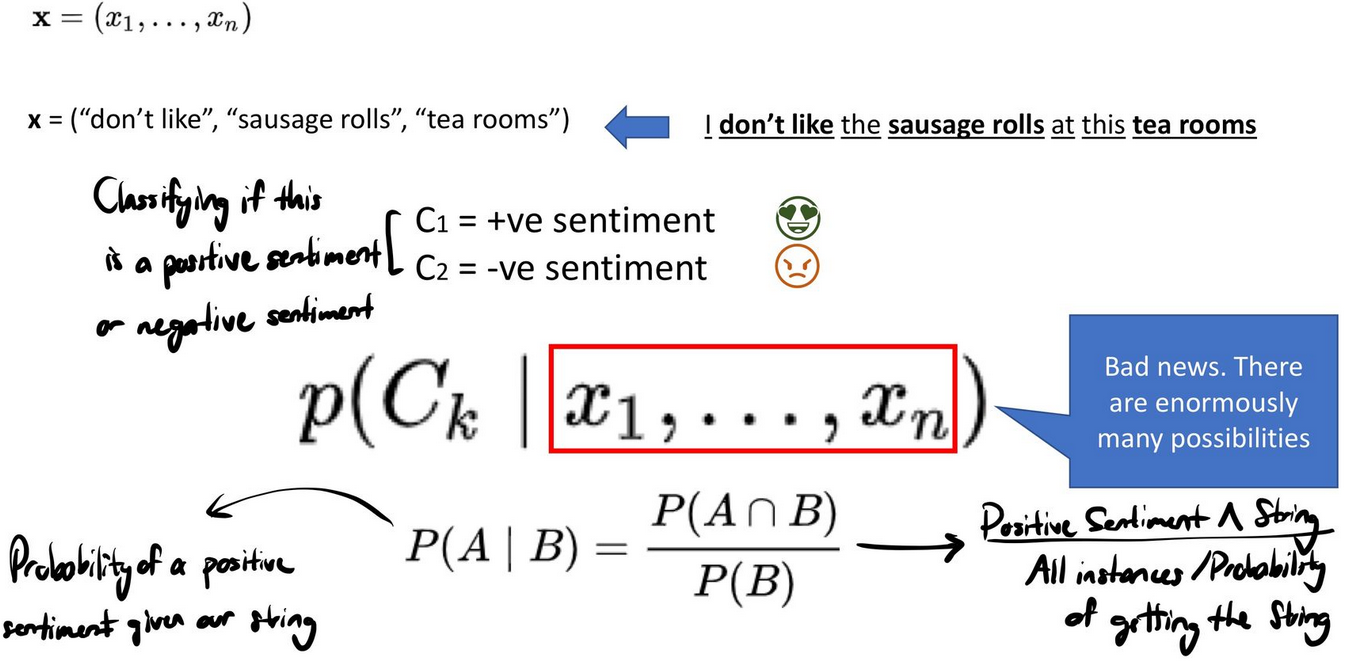 x = (x₁, . . . , xₙ)
x = (“don’t like”, “sausage rolls”, “tea rooms”)
I don’t like the sausage rolls at this tea rooms
Classifying if this
is a positive sentiment
or negative sentiment
C₁ = +ve sentiment
C₂ = -ve sentiment
p(Cₖ | x₁, . . . , xₙ)
Bad news. There
are enormously
many possibilities
Probability of a positive
sentiment given our string
P(A | B) = P(A ∩ B) / P(B)
Positive Sentiment ∧ String
All instances / Probability
of getting the String